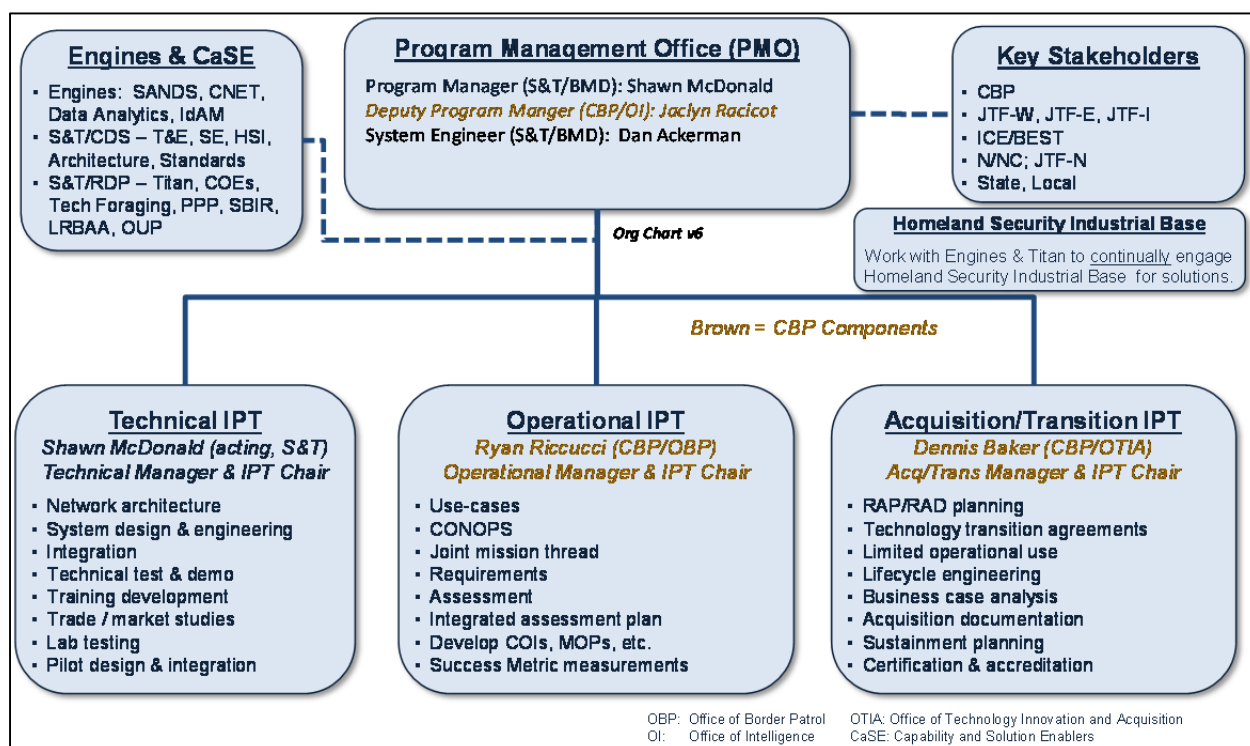 Engines & CaSE
▪ Engines: SANDS, CNET,
Data Analytics, IdAM
▪ S&T/CDS – T&E, SE, HSI,
Architecture, Standards
▪ S&T/RDP – Titan, COEs,
Tech Foraging, PPP, SBIR,
LRBAA, OUP
Program Management Office (PMO)
Program Manager (S&T/BMD): Shawn McDonald
Deputy Program Manger (CBP/OI): Jaclyn Racicot
System Engineer (S&T/BMD): Dan Ackerman
Key Stakeholders
▪ CBP
▪ JTF-W, JTF-E, JTF-I
▪ ICE/BEST
▪ N/NC; JTF-N
▪ State, Local
Homeland Security Industrial Base
Work with Engines & Titan to continually engage
Homeland Security Industrial Base for solutions.
Org Chart v6
Brown = CBP Components
Technical IPT
Shawn McDonald (acting, S&T)
Technical Manager & IPT Chair
▪ Network architecture
▪ System design & engineering
▪ Integration
▪ Technical test & demo
▪ Training development
▪ Trade / market studies
▪ Lab testing
▪ Pilot design & integration
Operational IPT
Ryan Riccucci (CBP/OBP)
Operational Manager & IPT Chair
▪ Use-cases
▪ CONOPS
▪ Joint mission thread
▪ Requirements
▪ Assessment
▪ Integrated assessment plan
▪ Develop COIs, MOPs, etc.
▪ Success Metric measurements
Acquisition/Transition IPT
Dennis Baker (CBP/OTIA)
Acq/Trans Manager & IPT Chair
▪ RAP/RAD planning
▪ Technology transition agreements
▪ Limited operational use
▪ Lifecycle engineering
▪ Business case analysis
▪ Acquisition documentation
▪ Sustainment planning
▪ Certification & accreditation
OBP: Office of Border Patrol OTIA: Office of Technology Innovation and Acquisition
OI: Office of Intelligence CaSE: Capability and Solution Enablers